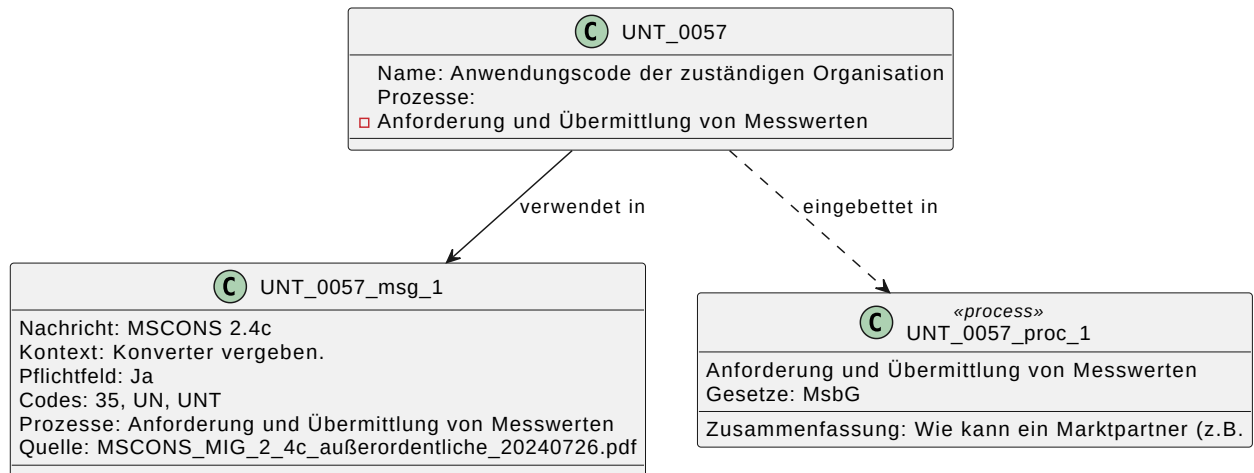 C UNT_0057
Name: Anwendungscode der zuständigen Organisation
Prozesse:
Anforderung und Übermittlung von Messwerten
verwendet in
eingebettet in
C UNT_0057_msg_1
Nachricht: MSCONS 2.4c
Kontext: Konverter vergeben.
Pflichtfeld: Ja
Codes: 35, UN, UNT
Prozesse: Anforderung und Übermittlung von Messwerten
Quelle: MSCONS_MIG_2_4c_außerordentliche_20240726.pdf
«process»
C UNT_0057_proc_1
Anforderung und Übermittlung von Messwerten
Gesetze: MsbG
Zusammenfassung: Wie kann ein Marktpartner (z.B.